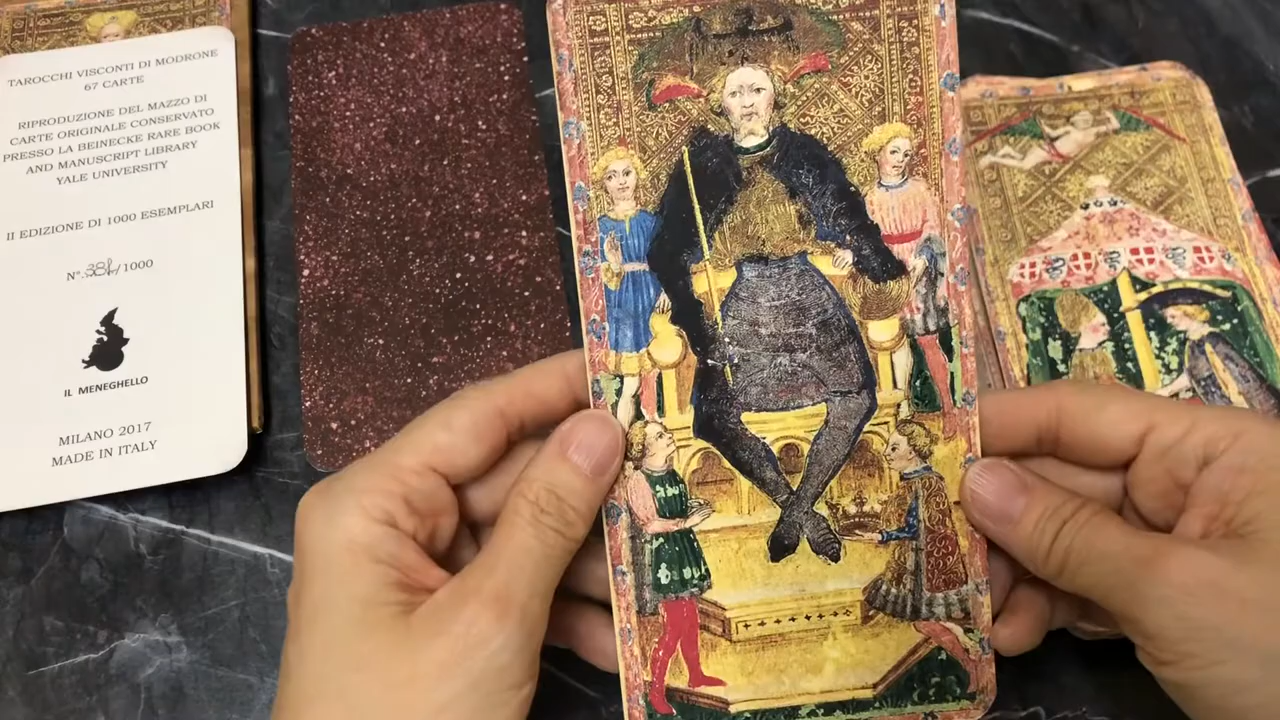 TAROCCHI VISCONTI DI MODRONE
67 CARTE
RIPRODUZIONE DEL MAZZO DI
CARTE ORIGINALE CONSERVATO
PRESSO LA BEINECKE RARE BOOK
AND MANUSCRIPT LIBRARY
YALE UNIVERSITY
II EDIZIONE DI 1000 ESEMPLARI
N° 381/1000
IL MENEGHELLO
MILANO 2017
MADE IN ITALY